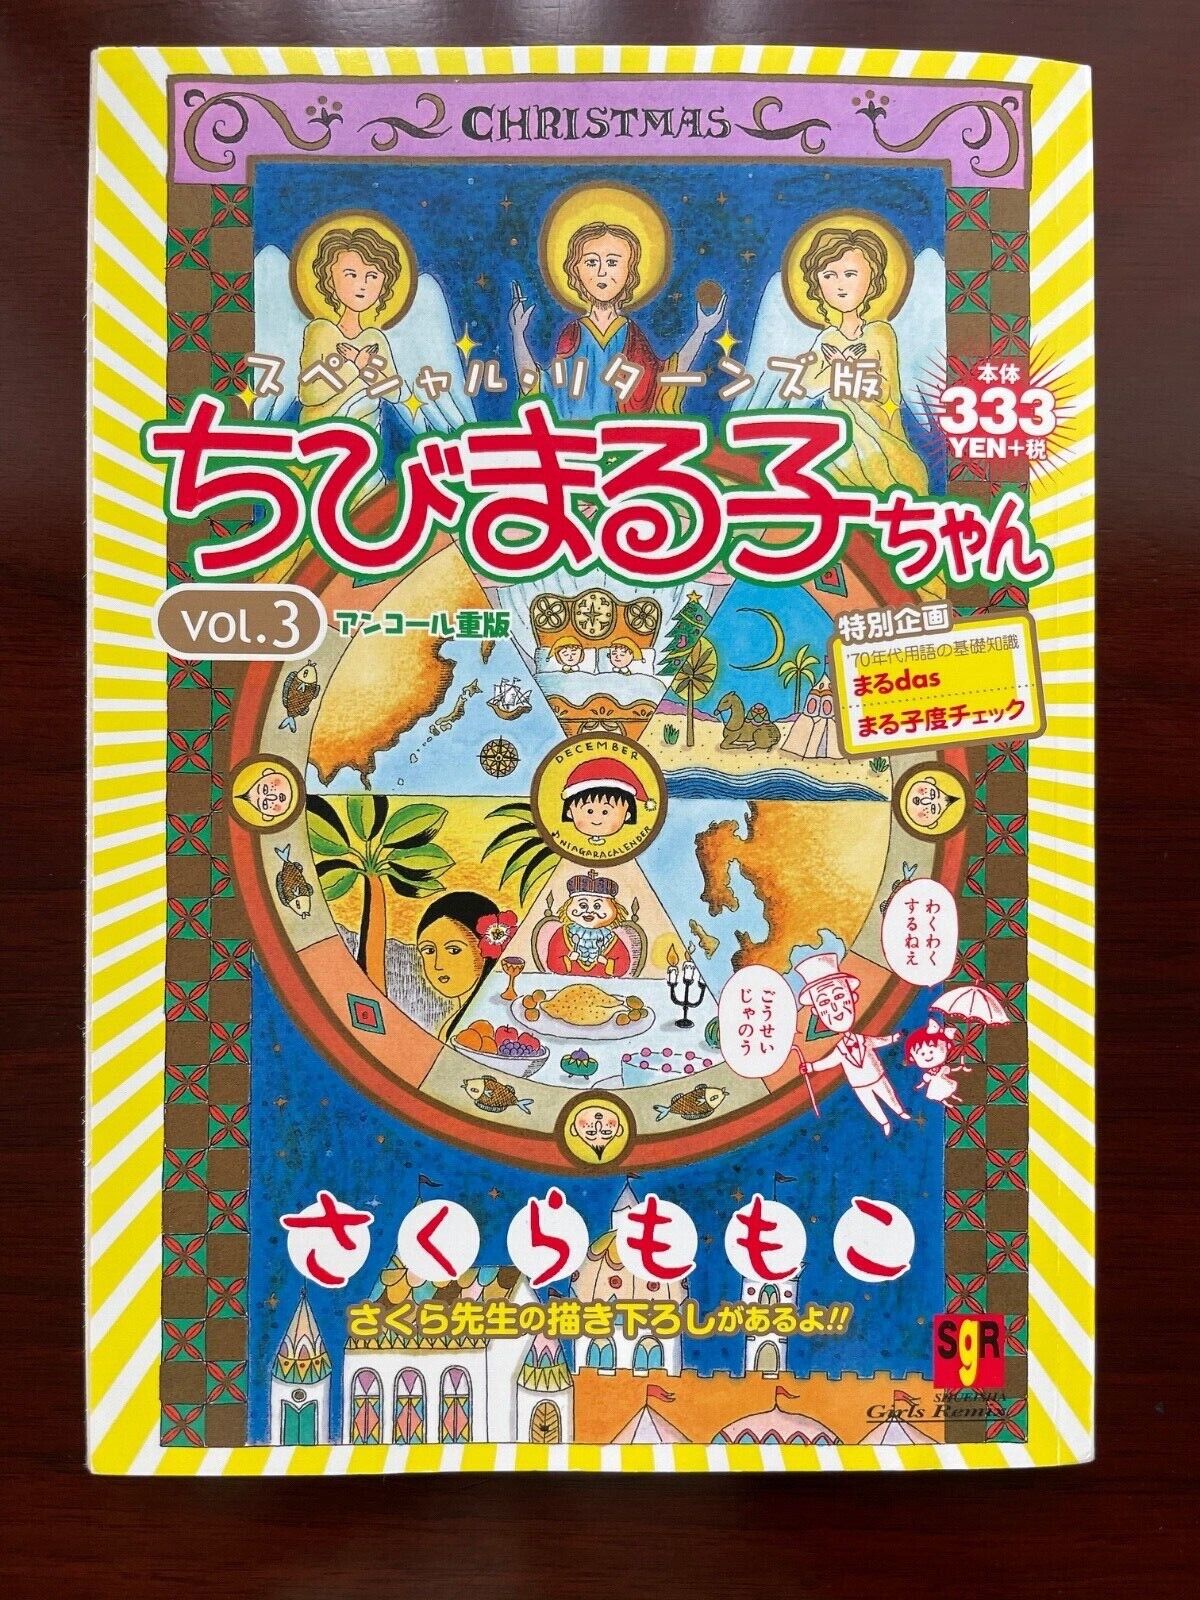 CHRISTMAS
スペシャル・リターンズ版
本体
333
YEN+税
ちびまる子ちゃん
VOL.3
アンコール重版
特別企画
'70年代用語の基礎知識
まるdas
まる子度チェック
DECEMBER
NIAGARACALENDER
わくわく
するねえ
ごうせい
じゃのう
さくらももこ
さくら先生の描き下ろしがあるよ!!
SgR
SHUEISHA
Girls Remix